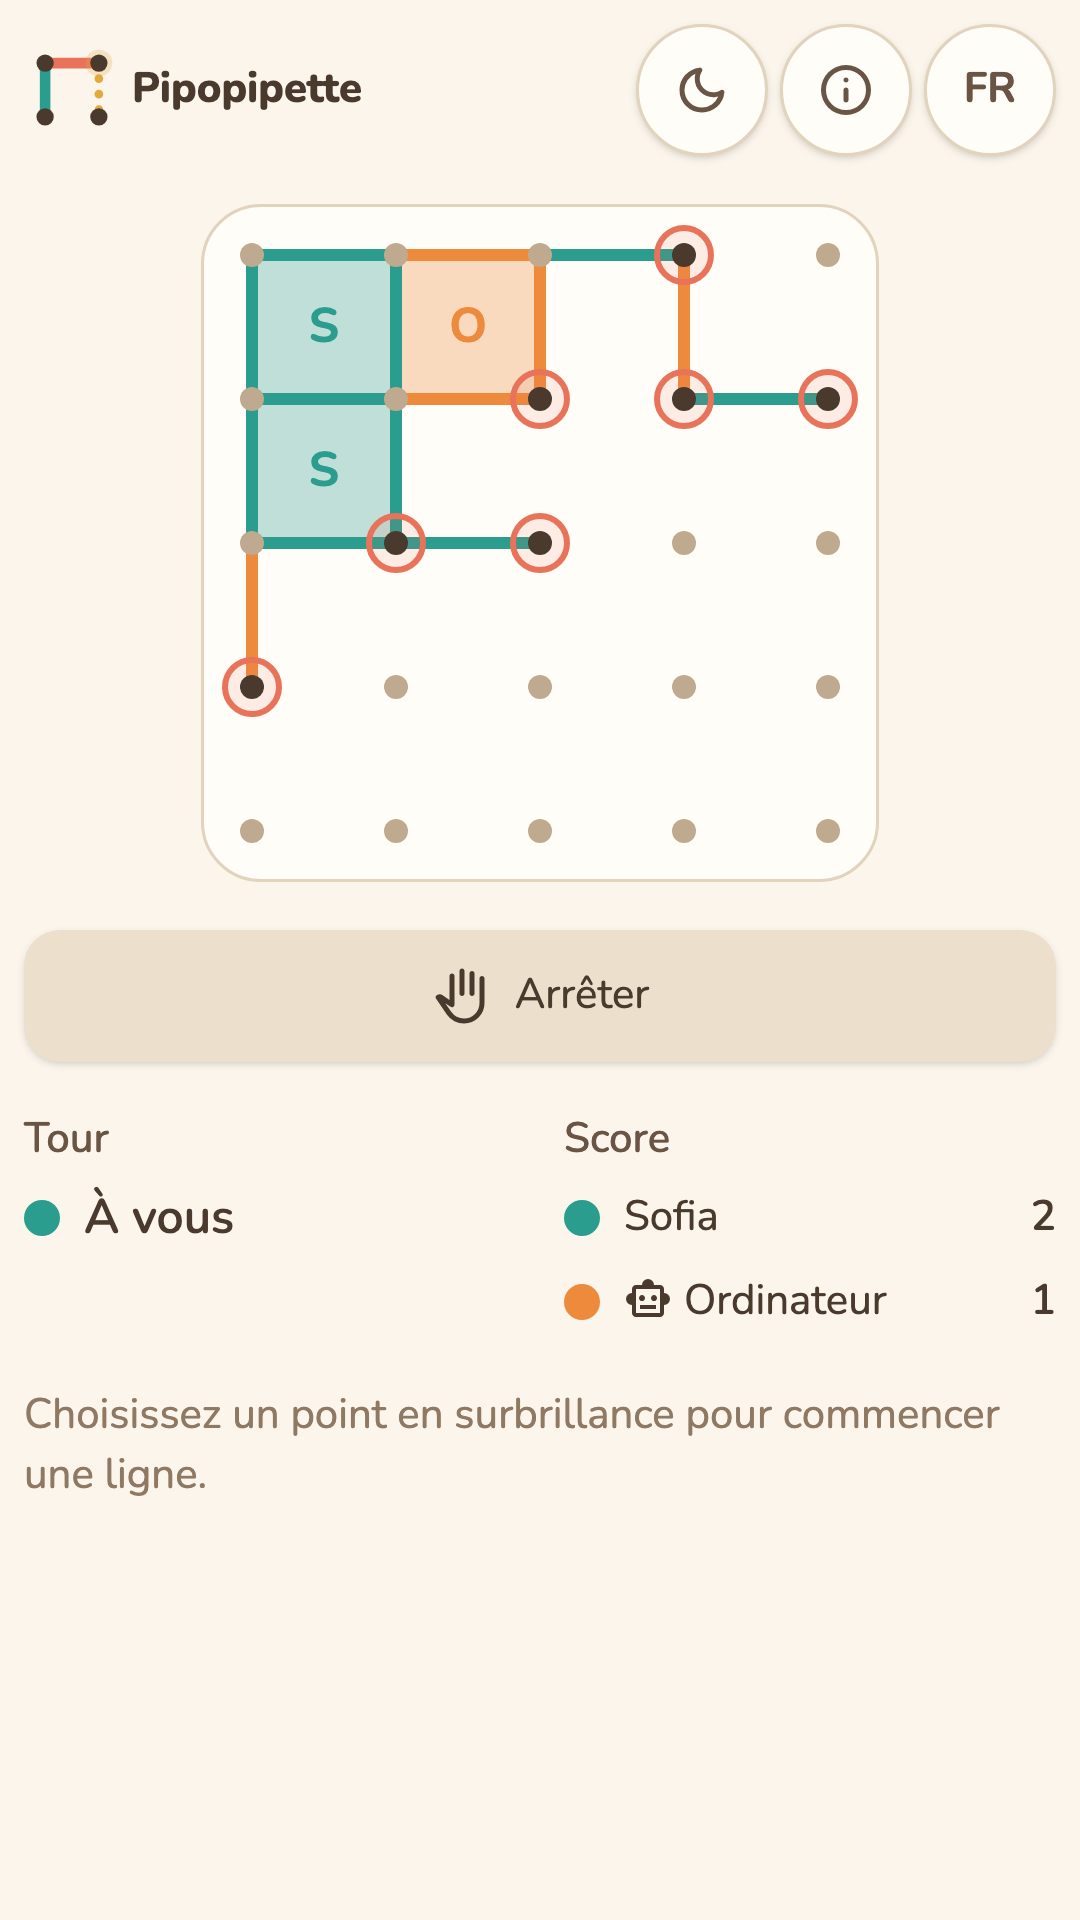 Pipopipette
FR
S O
S
Arrêter
Tour
À vous
Score
Sofia 2
Ordinateur 1
Choisissez un point en surbrillance pour commencer
une ligne.